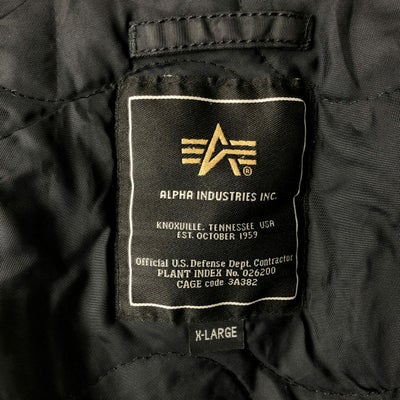 ALPHA INDUSTRIES INC.
KNOXVILLE, TENNESSEE USA
EST. OCTOBER 1959
Official U.S. Defense Dept. Contractor
PLANT INDEX No. 026200
CAGE code 3A382
X-LARGE